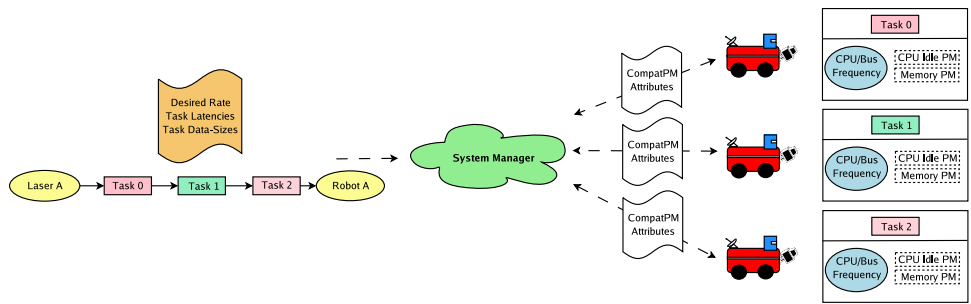 Desired Rate
Task Latencies
Task Data-Sizes
Laser A
Task 0
Task 1
Task 2
Robot A
System Manager
CompatPM
Attributes
CompatPM
Attributes
CompatPM
Attributes
Task 0
CPU/Bus
Frequency
CPU Idle PM
Memory PM
Task 1
CPU/Bus
Frequency
CPU Idle PM
Memory PM
Task 2
CPU/Bus
Frequency
CPU Idle PM
Memory PM